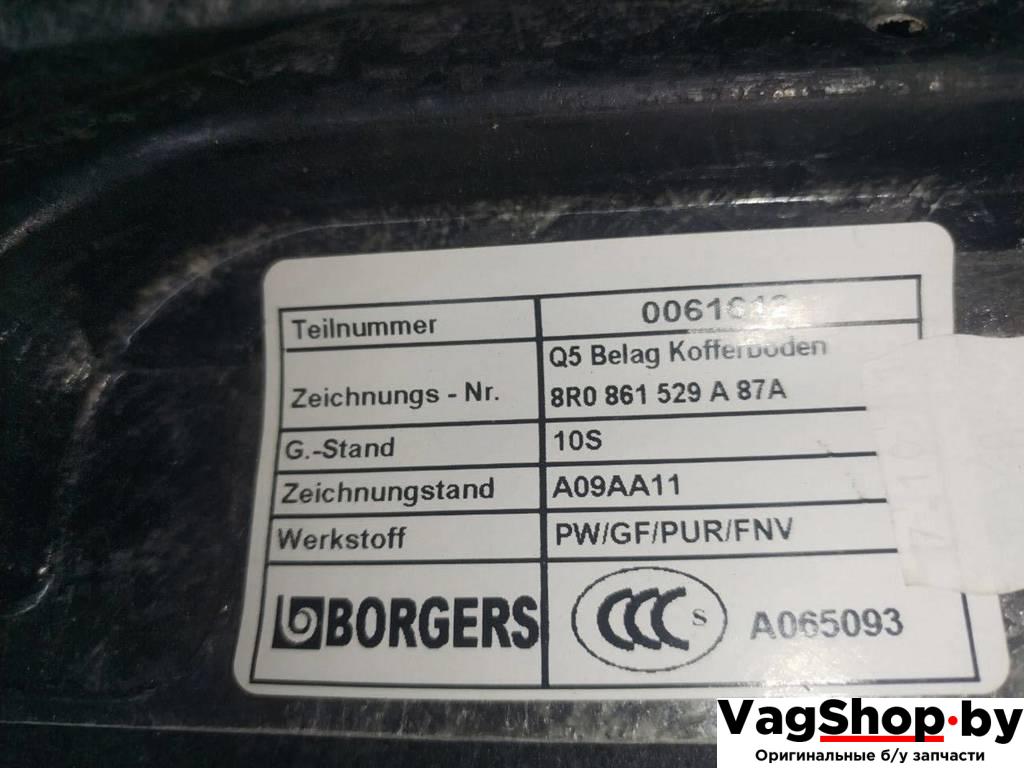 Teilnummer
Q5 Belag Kofferboden
Zeichnungs - Nr.
8R0 861 529 A 87A
G.-Stand 10S
Zeichnungstand A09AA11
Werkstoff PW/GF/PUR/FNV
BORGERS CCC S A065093
VagShop.by
Оригинальные б/у запчасти